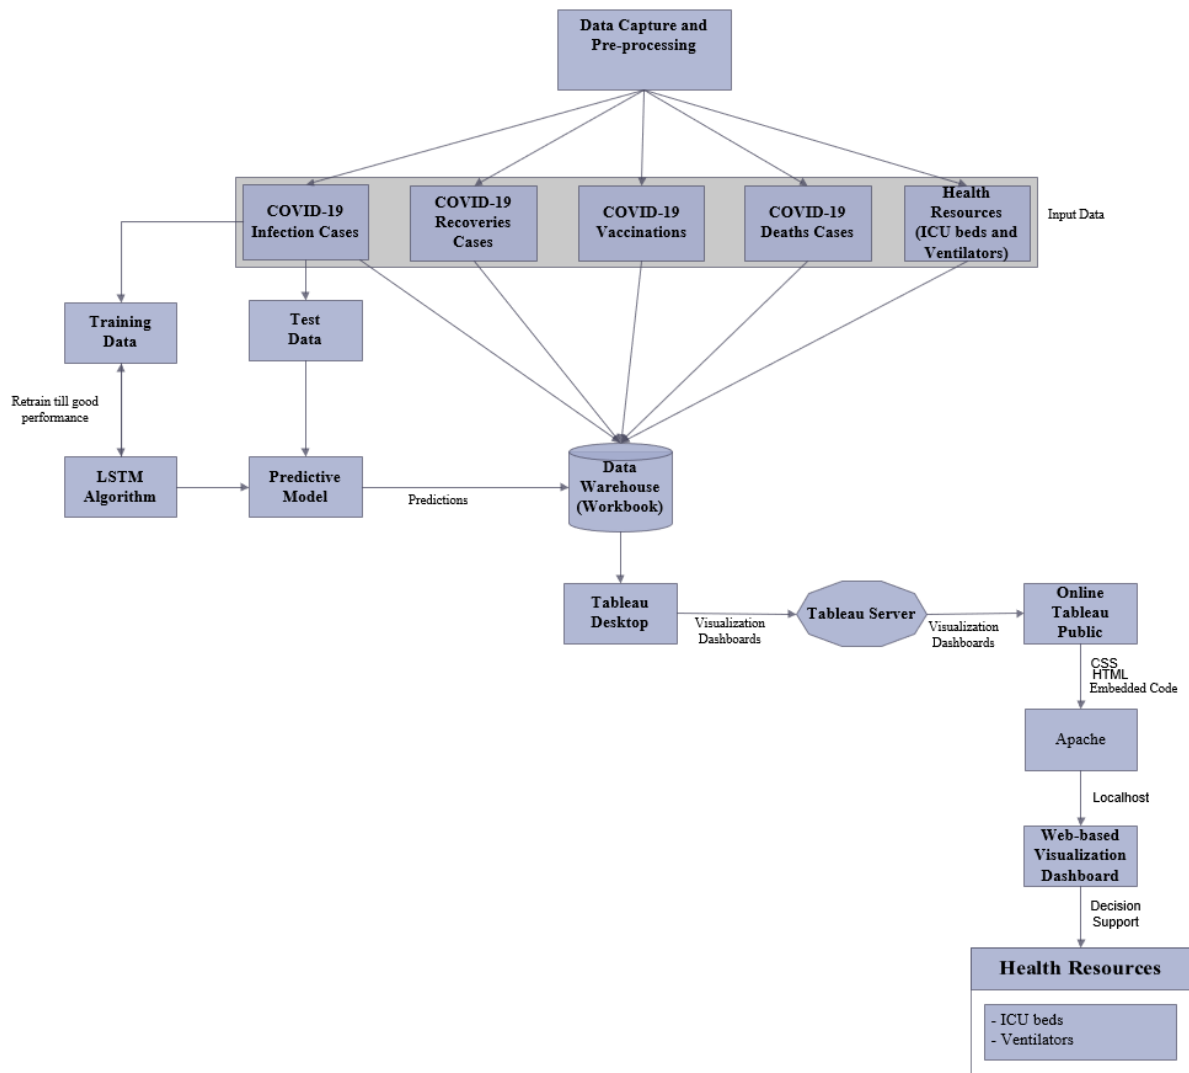 Data Capture and
Pre-processing
COVID-19
Infection Cases
COVID-19
Recoveries
Cases
COVID-19
Vaccinations
COVID-19
Deaths Cases
Health
Resources
(ICU beds and
Ventilators)
Input Data
Training
Data
Test
Data
Retrain till good
performance
LSTM
Algorithm
Predictive
Model
Predictions
Data
Warehouse
(Workbook)
Tableau
Desktop
Visualization
Dashboards
Tableau Server
Visualization
Dashboards
Online
Tableau
Public
CSS
HTML
Embedded Code
Apache
Localhost
Web-based
Visualization
Dashboard
Decision
Support
Health Resources
- ICU beds
- Ventilators